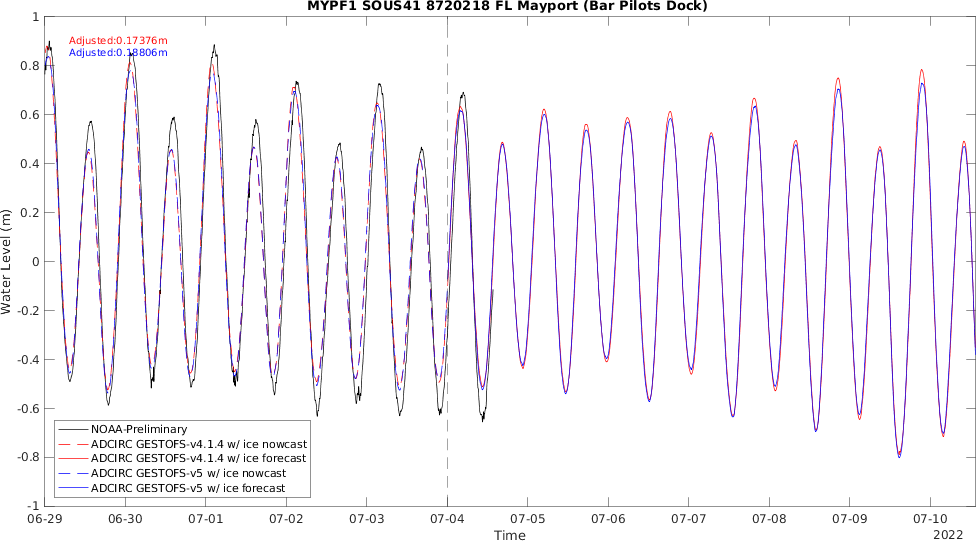 MYPF1 SOUS41 8720218 FL Mayport (Bar Pilots Dock)
Adjusted:0.17376m
Adjusted:0.18806m
Water Level (m)
1
0.8
0.6
0.4
0.2
0
-0.2
-0.4
-0.6
-0.8
-1
NOAA-Preliminary
ADCIRC GESTOFS-v4.1.4 w/ ice nowcast
ADCIRC GESTOFS-v4.1.4 w/ ice forecast
ADCIRC GESTOFS-v5 w/ ice nowcast
ADCIRC GESTOFS-v5 w/ ice forecast
06-29 06-30 07-01 07-02 07-03 07-04 07-05 07-06 07-07 07-08 07-09 07-10
Time
2022